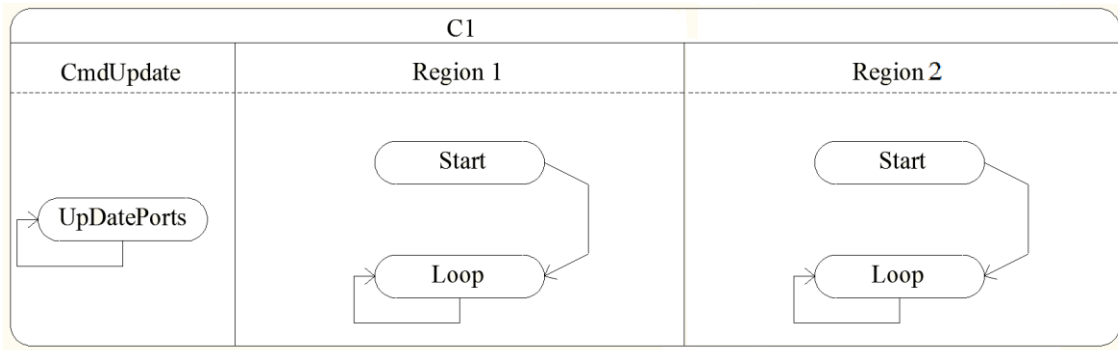 C1
CmdUpdate
Region 1
Region 2
Start
Start
UpDatePorts
Loop
Loop